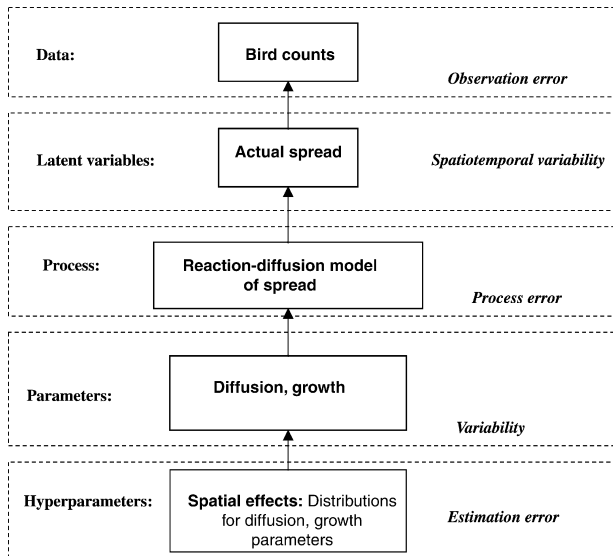 Data:
Bird counts
Observation error
Latent variables:
Actual spread
Spatiotemporal variability
Process:
Reaction-diffusion model
of spread
Process error
Parameters:
Diffusion, growth
Variability
Hyperparameters:
Spatial effects: Distributions
for diffusion, growth
parameters
Estimation error